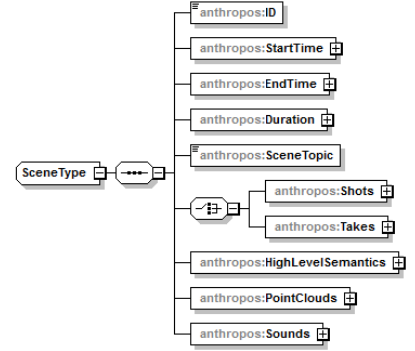 anthropos:ID
anthropos:StartTime
anthropos:EndTime
anthropos:Duration
SceneType
anthropos:SceneTopic
anthropos:Shots
anthropos:Takes
anthropos:HighLevelSemantics
anthropos:PointClouds
anthropos:Sounds